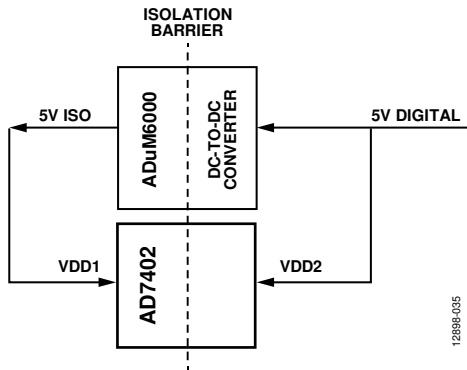 ISOLATION
BARRIER
5V ISO
ADuM6000
DC-TO-DC
CONVERTER
5V DIGITAL
VDD1
AD7402
VDD2
12898-035